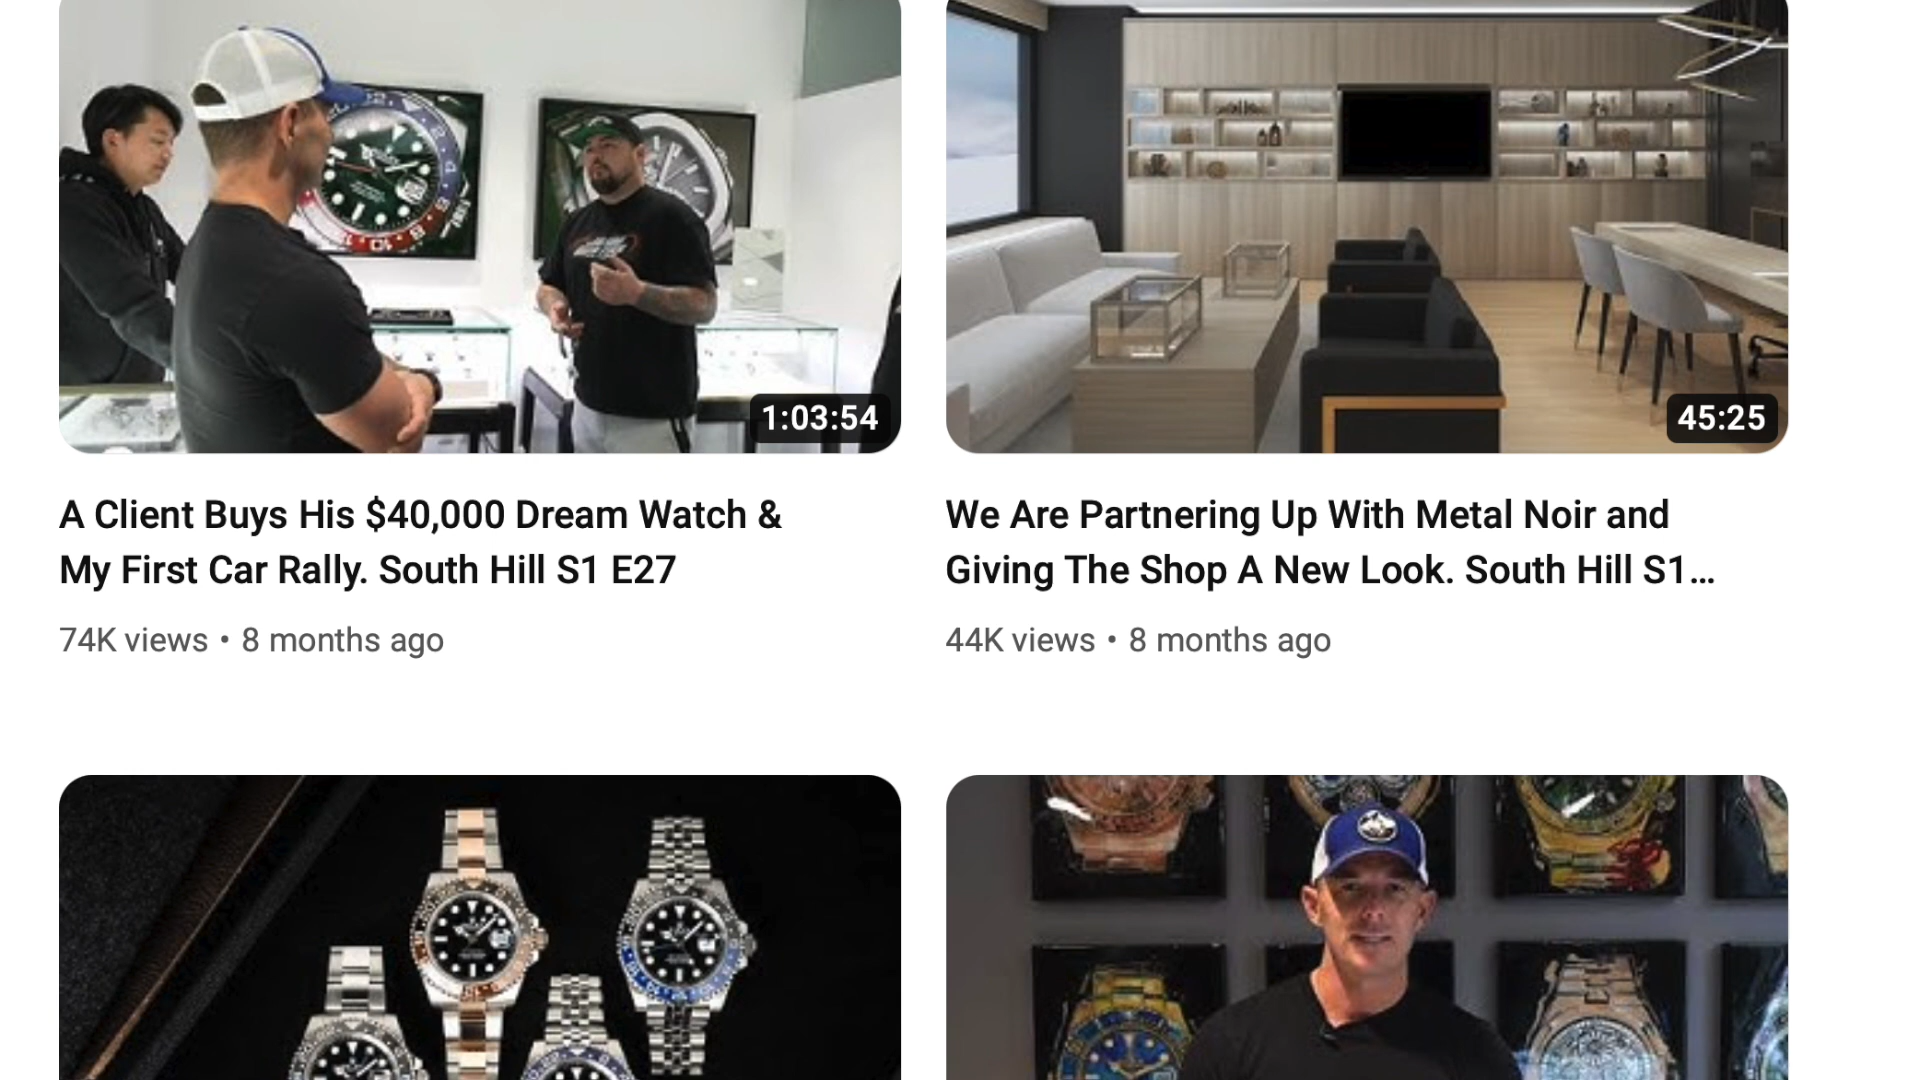 1:03:54
45:25
A Client Buys His $40,000 Dream Watch &
My First Car Rally. South Hill S1 E27
74K views • 8 months ago
We Are Partnering Up With Metal Noir and
Giving The Shop A New Look. South Hill S1...
44K views • 8 months ago